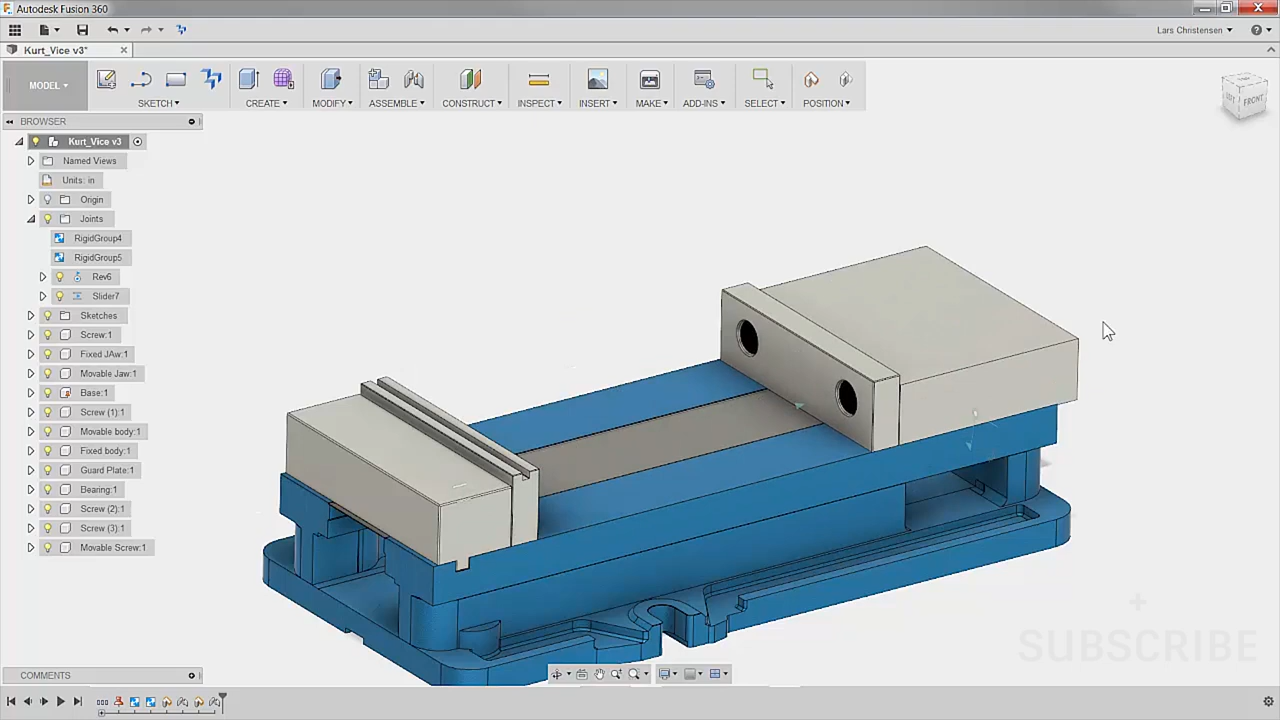 Autodesk Fusion 360
Lars Christensen
Kurt_Vice v3*
MODEL
SKETCH
CREATE
MODIFY
ASSEMBLE
CONSTRUCT
INSPECT
INSERT
MAKE
ADD-INS
SELECT
POSITION
FRONT
BROWSER
Kurt_Vice v3
Named Views
Units: in
Origin
Joints
RigidGroup4
RigidGroup5
Rev6
Slider7
Sketches
Screw:1
Fixed JAw:1
Movable Jaw:1
Base:1
Screw (1):1
Movable body:1
Fixed body:1
Guard Plate:1
Bearing:1
Screw (2):1
Screw (3):1
Movable Screw:1
SUBSCRIBE
COMMENTS